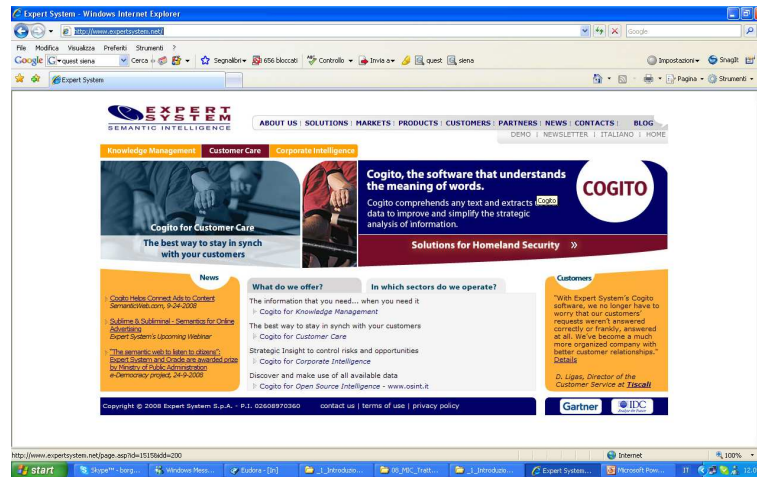 Expert System - Windows Internet Explorer
http://www.expertsystem.net/
Google
File Modifica Visualizza Preferiti Strumenti ?
Google G quest siena Cerca Segnalibri 656 bloccati Controllo Invia a quest siena Impostazioni SnagIt
Expert System Pagina Strumenti
EXPERT SYSTEM
SEMANTIC INTELLIGENCE
ABOUT US SOLUTIONS MARKETS PRODUCTS CUSTOMERS PARTNERS NEWS CONTACTS BLOG
DEMO | NEWSLETTER | ITALIANO | HOME
Knowledge Management Customer Care Corporate Intelligence
Cogito for Customer Care
The best way to stay in synch
with your customers
Cogito, the software that understands
the meaning of words.
Cogito comprehends any text and extracts Cogito
data to improve and simplify the strategic
analysis of information.
COGITO
Solutions for Homeland Security »
News
Cogito Helps Connect Ads to Content
SemanticWeb.com, 9-24-2008
Sublime & Subliminal - Semantics for Online
Advertising
Expert System's Upcoming Webinar
"The semantic web to listen to citizens":
Expert System and Oracle are awarded prize
by Ministry of Public Administration
e-Democracy project, 24-9-2008
What do we offer? In which sectors do we operate?
The information that you need... when you need it
Cogito for Knowledge Management
The best way to stay in synch with your customers
Cogito for Customer Care
Strategic Insight to control risks and opportunities
Cogito for Corporate Intelligence
Discover and make use of all available data
Cogito for Open Source Intelligence - www.osint.it
Customers
"With Expert System's Cogito
software, we no longer have to
worry that our customers'
requests weren't answered
correctly or frankly, answered
at all. We've become a much
more organized company with
better customer relationships."
Details
D. Ligas, Director of the
Customer Service at Tiscali
Copyright © 2008 Expert System S.p.A. - P.I. 02608970360 contact us | terms of use | privacy policy
Gartner IDC
http://www.expertsystem.net/page.asp?id=1515&idd=200 Internet 100%
start Skype™ - borg... Windows Mess... Eudora - [In] _1_Introduzio... 08_MIC_Tratt... _1_Introduzio... Expert System... Microsoft Pow... IT 12.0